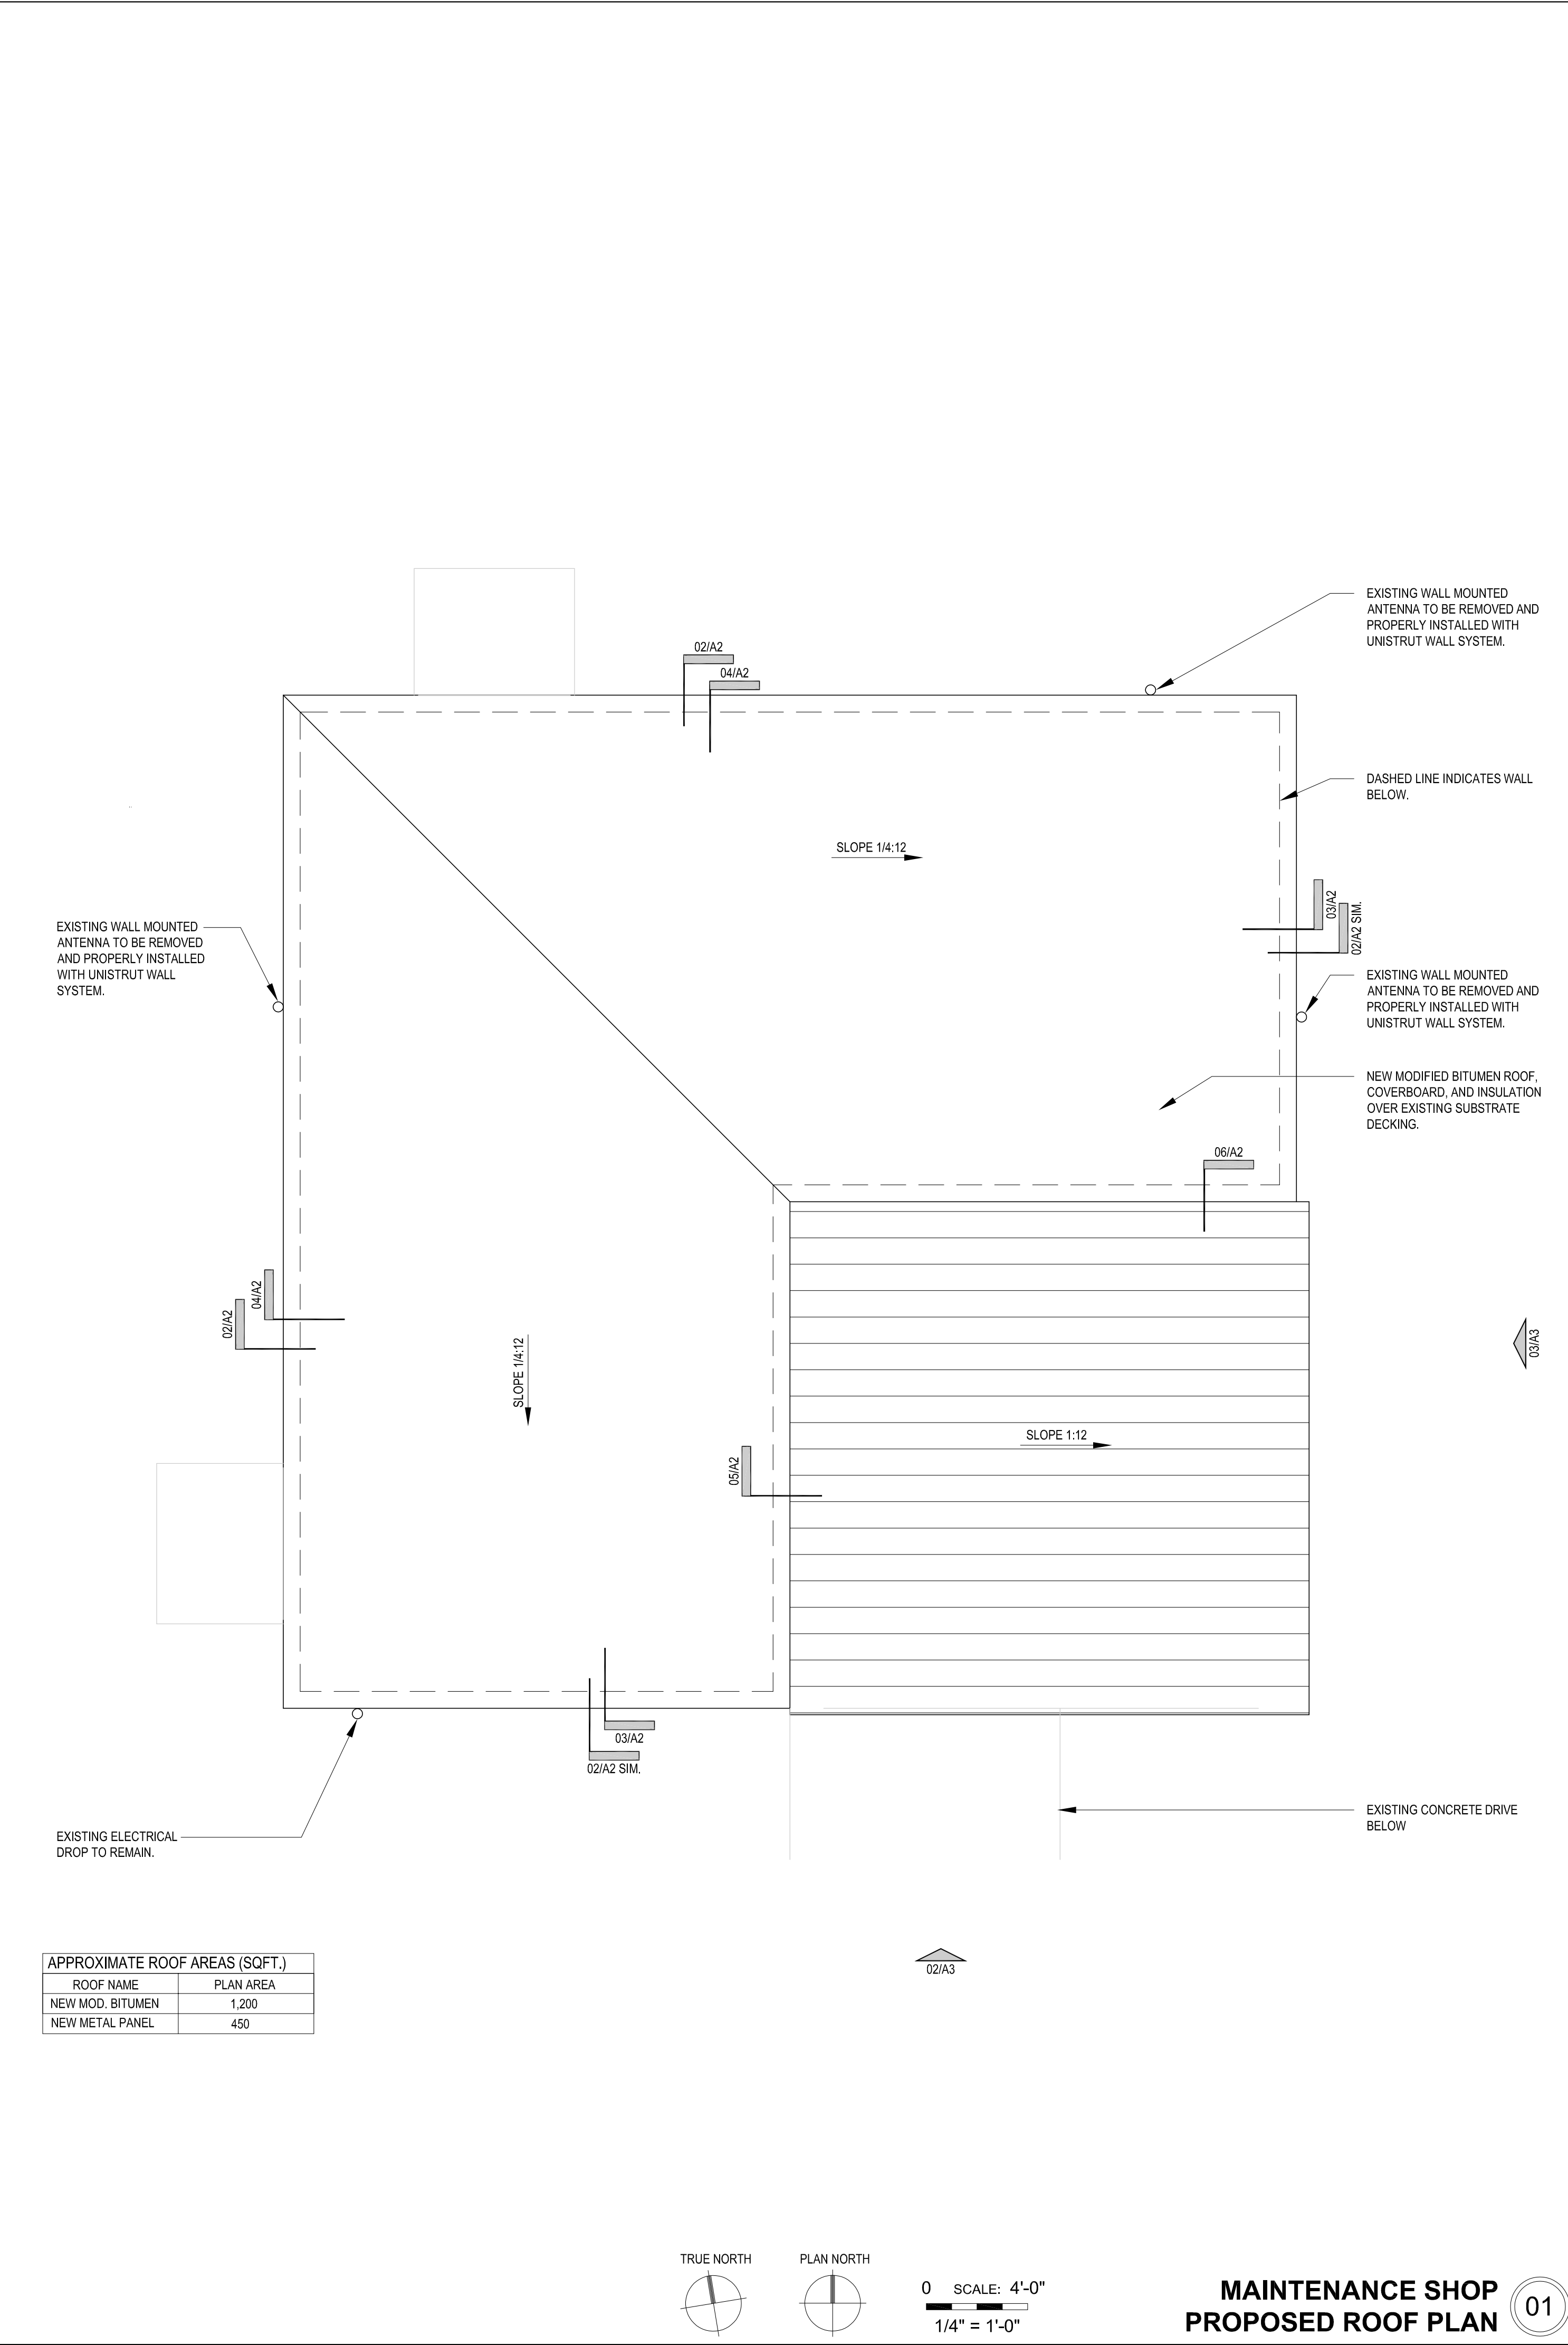 EXISTING WALL MOUNTED
ANTENNA TO BE REMOVED AND
PROPERLY INSTALLED WITH
UNISTRUT WALL SYSTEM.
02/A2
04/A2
DASHED LINE INDICATES WALL
BELOW.
SLOPE 1/4:12
03/A2
02/A2 SIM.
EXISTING WALL MOUNTED
ANTENNA TO BE REMOVED
AND PROPERLY INSTALLED
WITH UNISTRUT WALL
SYSTEM.
EXISTING WALL MOUNTED
ANTENNA TO BE REMOVED AND
PROPERLY INSTALLED WITH
UNISTRUT WALL SYSTEM.
NEW MODIFIED BITUMEN ROOF,
COVERBOARD, AND INSULATION
OVER EXISTING SUBSTRATE
DECKING.
06/A2
04/A2
02/A2
SLOPE 1/4:12
03/A3
SLOPE 1:12
05/A2
03/A2
02/A2 SIM.
EXISTING CONCRETE DRIVE
BELOW
EXISTING ELECTRICAL
DROP TO REMAIN.
APPROXIMATE ROOF AREAS (SQFT.)
ROOF NAME PLAN AREA
NEW MOD. BITUMEN 1,200
NEW METAL PANEL 450
02/A3
TRUE NORTH
PLAN NORTH
0 SCALE: 4'-0"
1/4" = 1'-0"
MAINTENANCE SHOP
PROPOSED ROOF PLAN
01